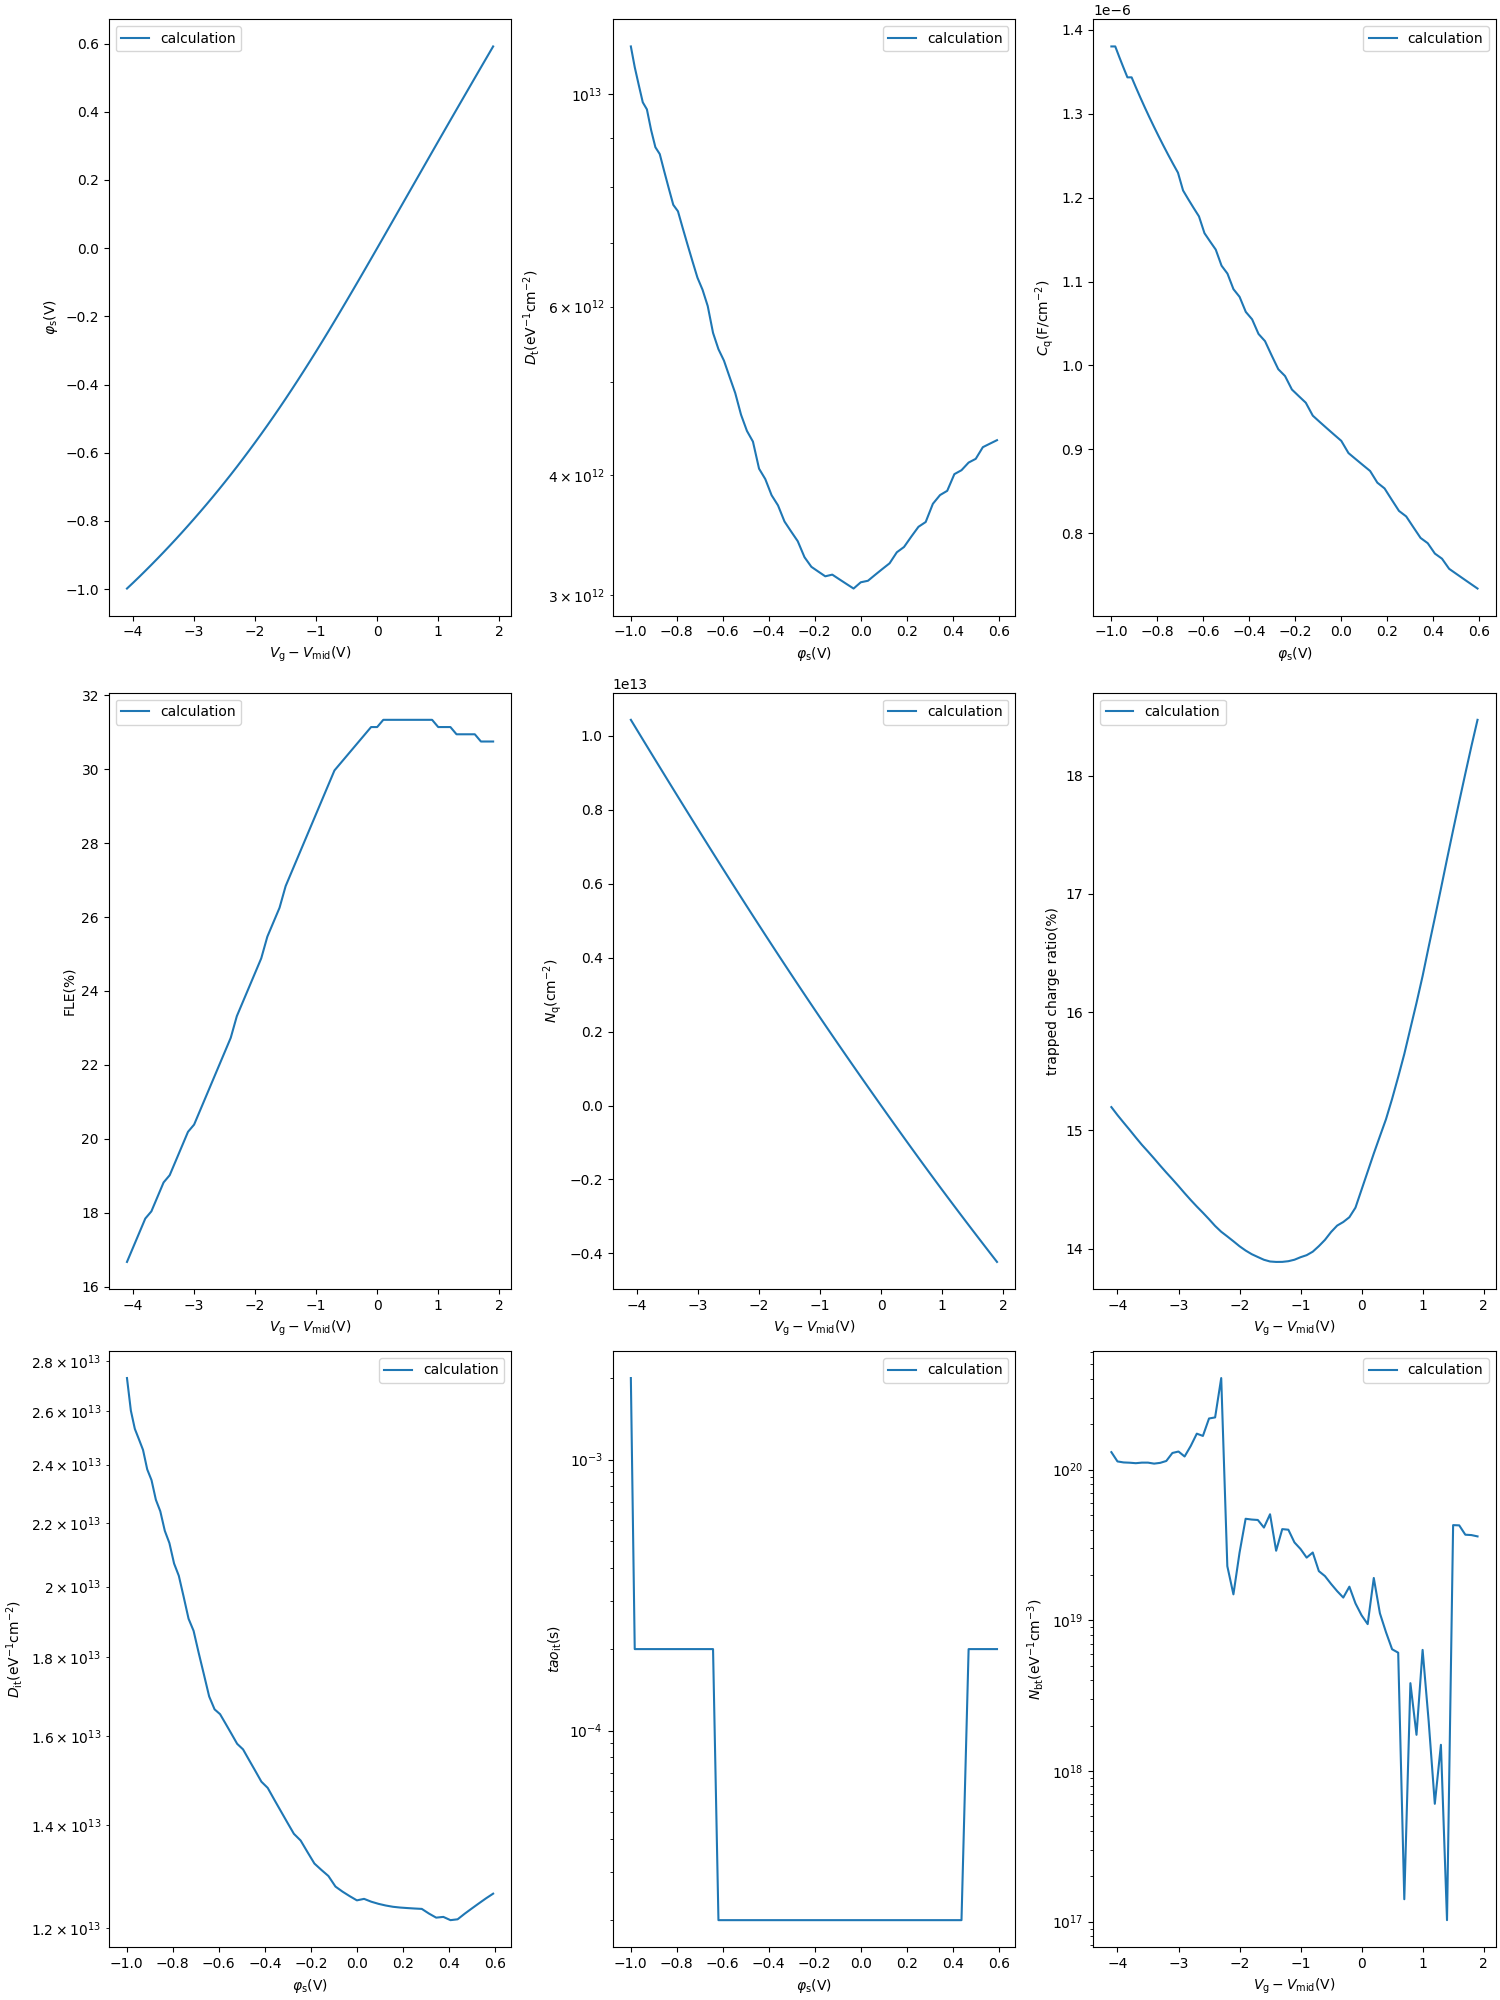 calculation
0.6
0.4
0.2
0.0
−0.2
−0.4
−0.6
−0.8
−1.0
φs(V)
−4 −3 −2 −1 0 1 2
Vg − Vmid(V)
calculation
10^13
6 × 10^12
4 × 10^12
3 × 10^12
Dt(eV^−1cm^−2)
−1.0 −0.8 −0.6 −0.4 −0.2 0.0 0.2 0.4 0.6
φs(V)
1e−6
calculation
1.4
1.3
1.2
1.1
1.0
0.9
0.8
Cq(F/cm^−2)
−1.0 −0.8 −0.6 −0.4 −0.2 0.0 0.2 0.4 0.6
φs(V)
calculation
32
30
28
26
24
22
20
18
16
FLE(%)
−4 −3 −2 −1 0 1 2
Vg − Vmid(V)
1e13
calculation
1.0
0.8
0.6
0.4
0.2
0.0
−0.2
−0.4
Nq(cm^−2)
−4 −3 −2 −1 0 1 2
Vg − Vmid(V)
calculation
18
17
16
15
14
trapped charge ratio(%)
−4 −3 −2 −1 0 1 2
Vg − Vmid(V)
calculation
2.8 × 10^13
2.6 × 10^13
2.4 × 10^13
2.2 × 10^13
2 × 10^13
1.8 × 10^13
1.6 × 10^13
1.4 × 10^13
1.2 × 10^13
Dit(eV^−1cm^−2)
−1.0 −0.8 −0.6 −0.4 −0.2 0.0 0.2 0.4 0.6
φs(V)
calculation
10^−3
10^−4
taoit(s)
−1.0 −0.8 −0.6 −0.4 −0.2 0.0 0.2 0.4 0.6
φs(V)
calculation
10^20
10^19
10^18
10^17
Nbt(eV^−1cm^−3)
−4 −3 −2 −1 0 1 2
Vg − Vmid(V)